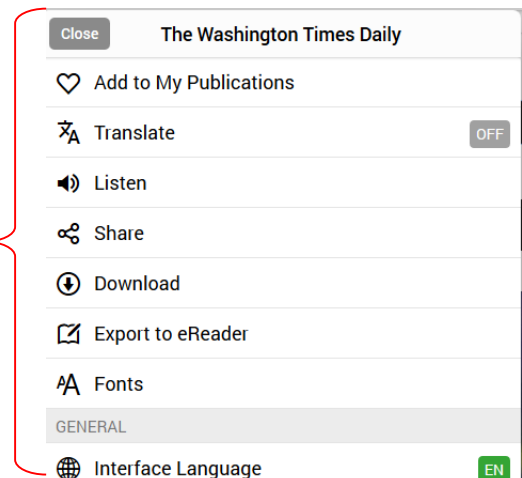 Close The Washington Times Daily
Add to My Publications
Translate OFF
Listen
Share
Download
Export to eReader
Fonts
GENERAL
Interface Language EN